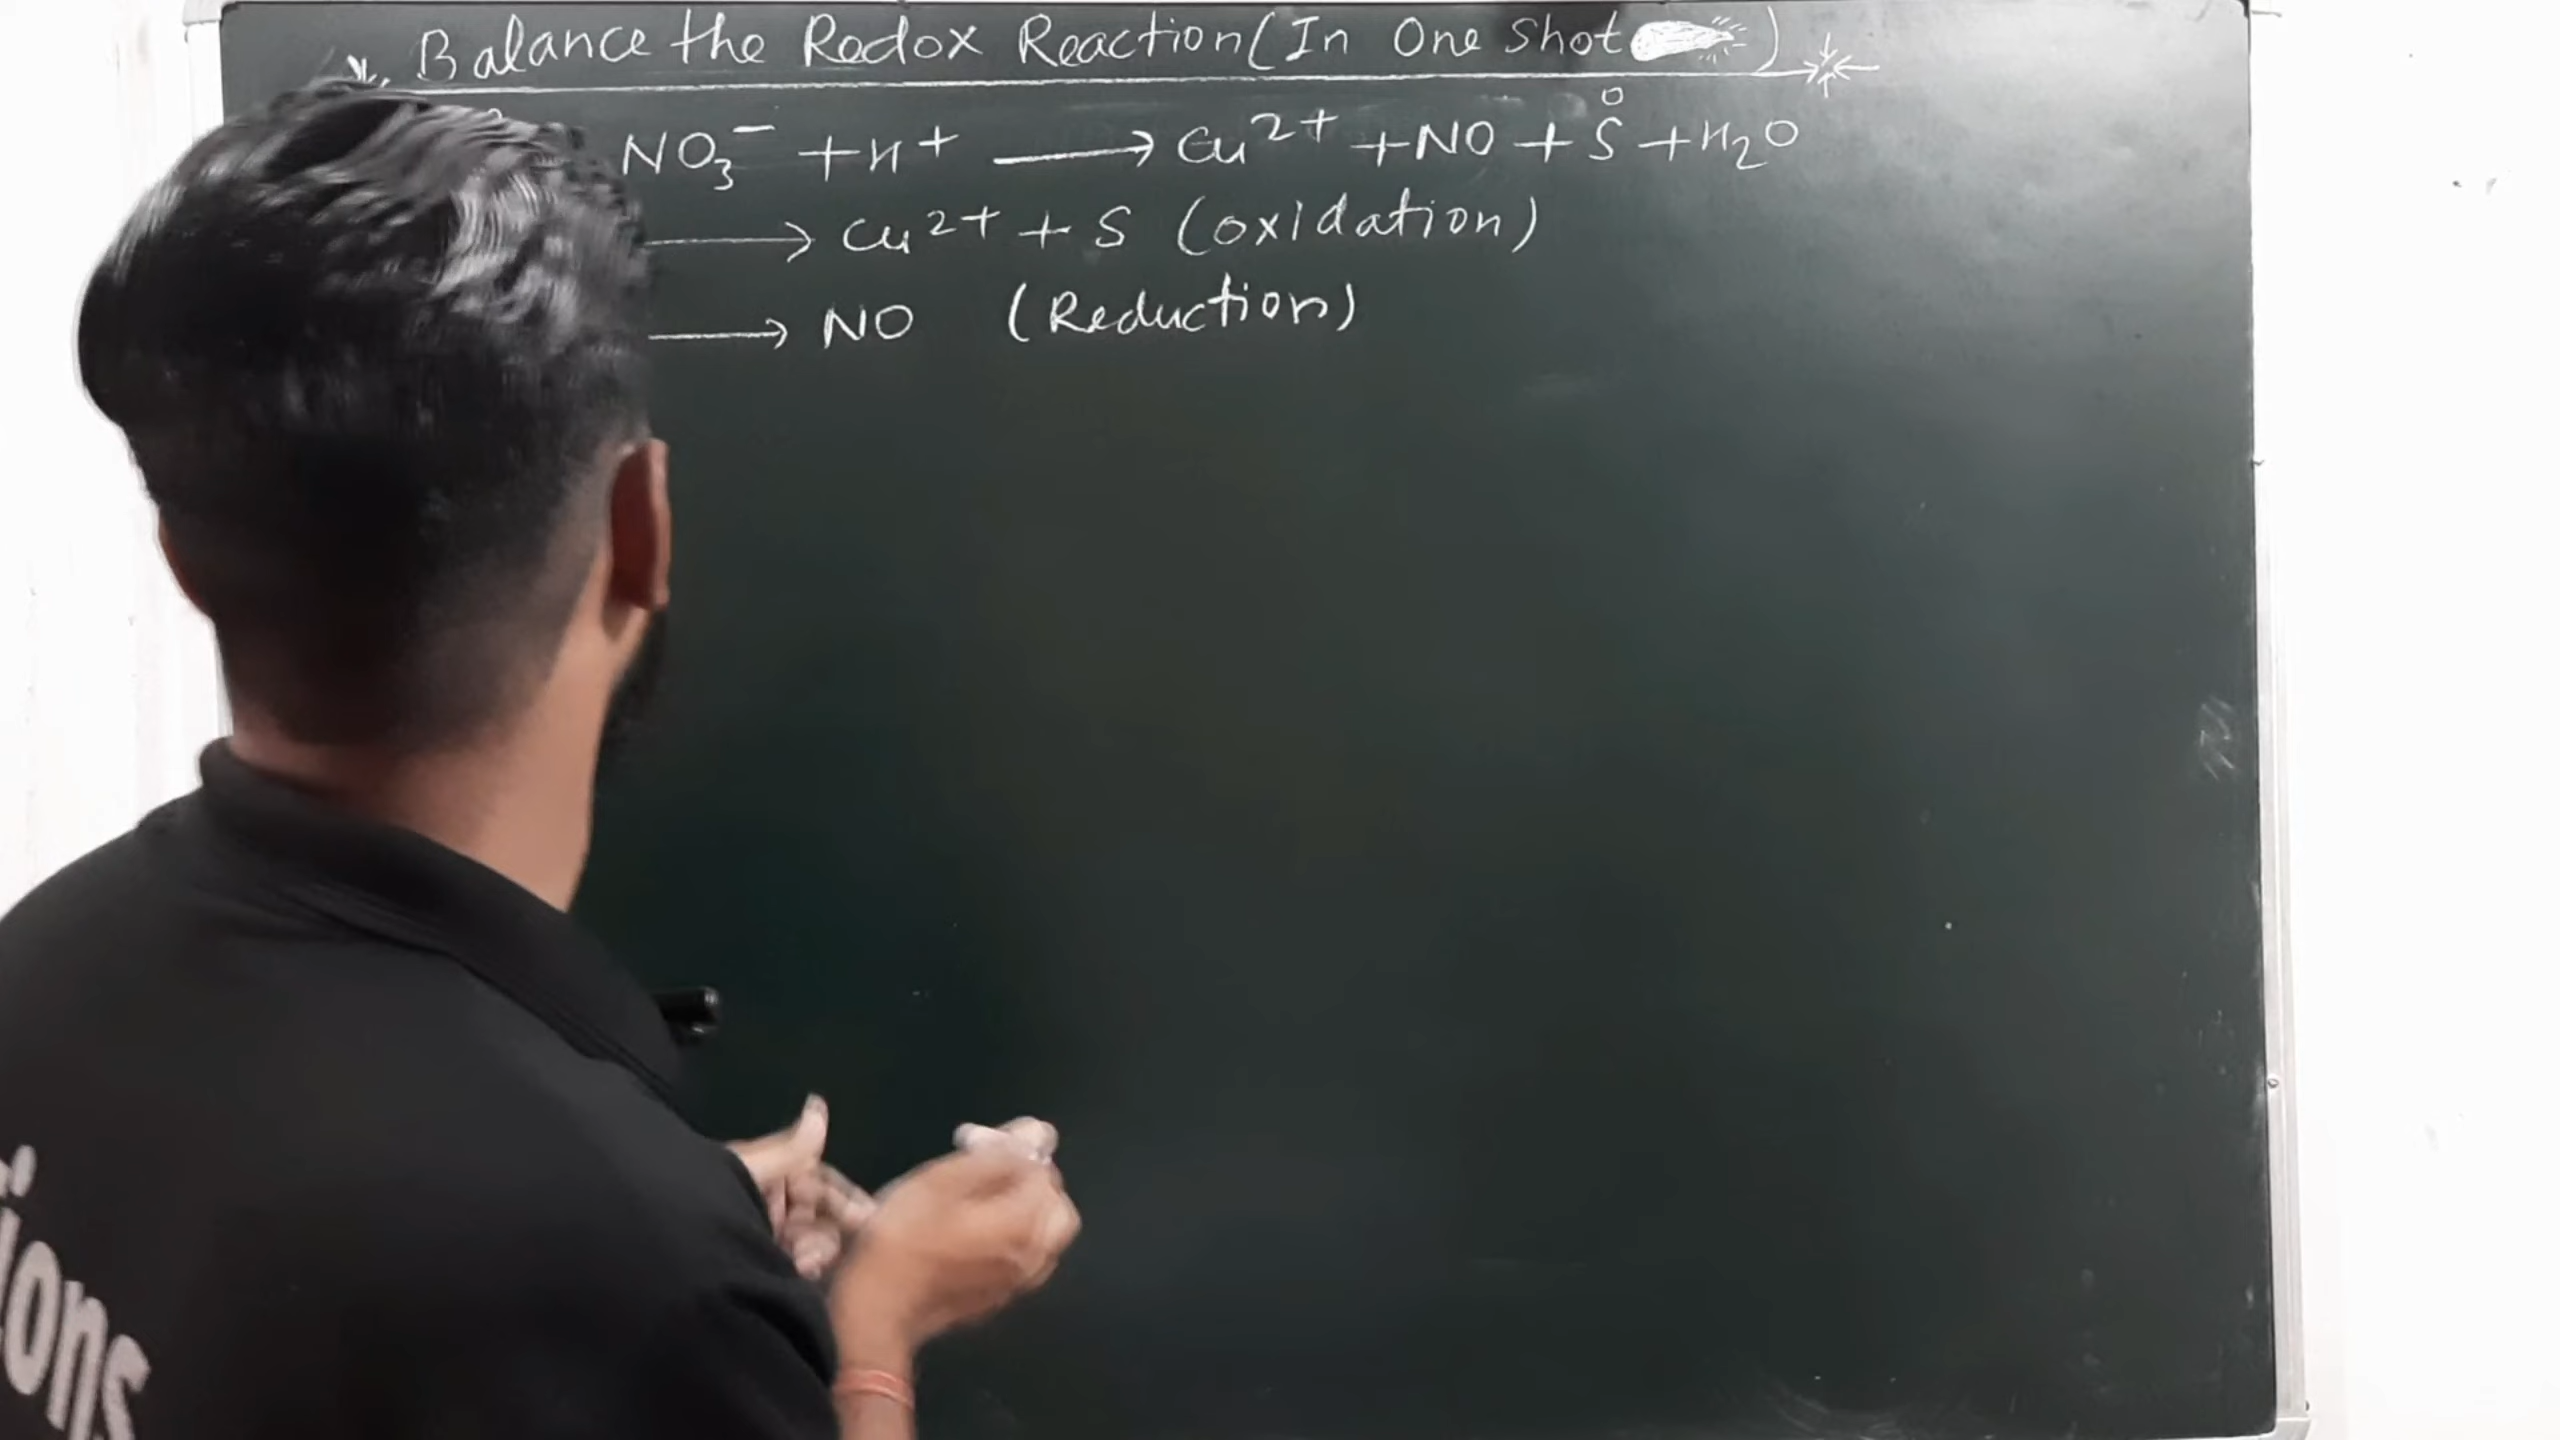 Balance the Redox Reaction (In One Shot )
NO₃⁻ + H⁺ ⟶ Cu²⁺ + NO + S⁰ + H₂O
⟶ Cu²⁺ + S (oxidation)
⟶ NO (Reduction)
ions